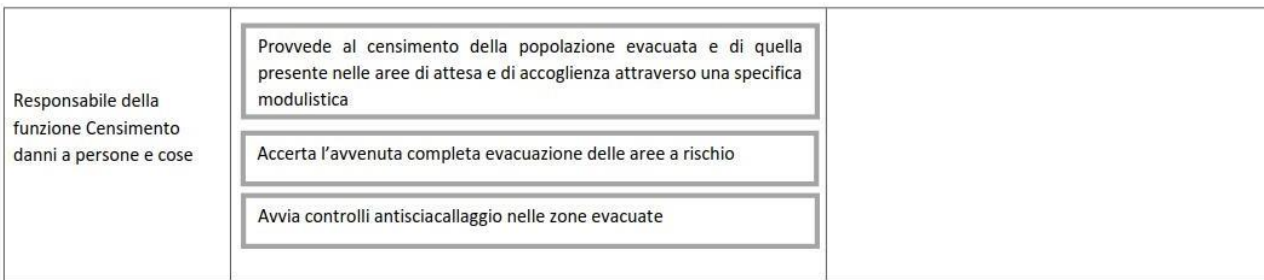 Responsabile della
funzione Censimento
danni a persone e cose
Provvede al censimento della popolazione evacuata e di quella
presente nelle aree di attesa e di accoglienza attraverso una specifica
modulistica
Accerta l’avvenuta completa evacuazione delle aree a rischio
Avvia controlli antisciacallaggio nelle zone evacuate